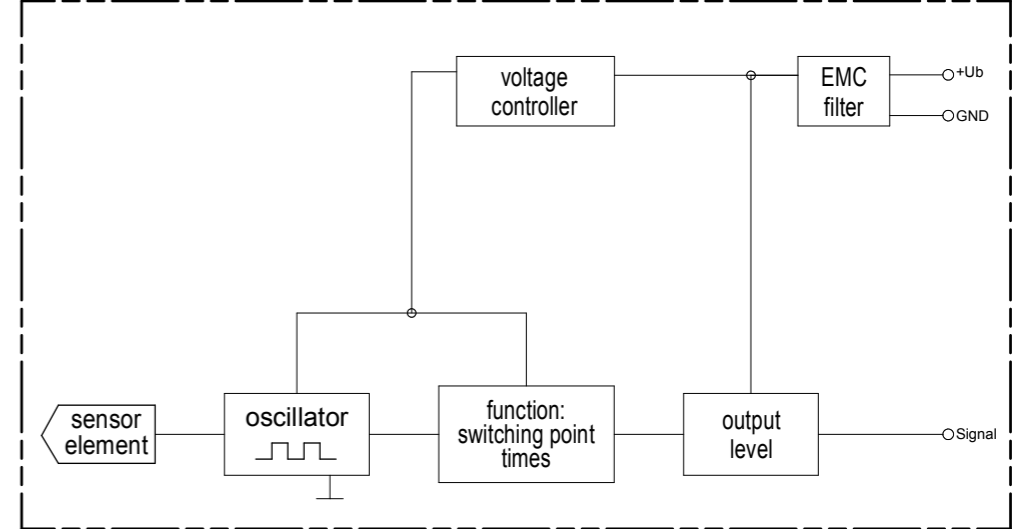 voltage
controller
EMC
filter
+Ub
GND
sensor
element
oscillator
function:
switching point
times
output
level
Signal